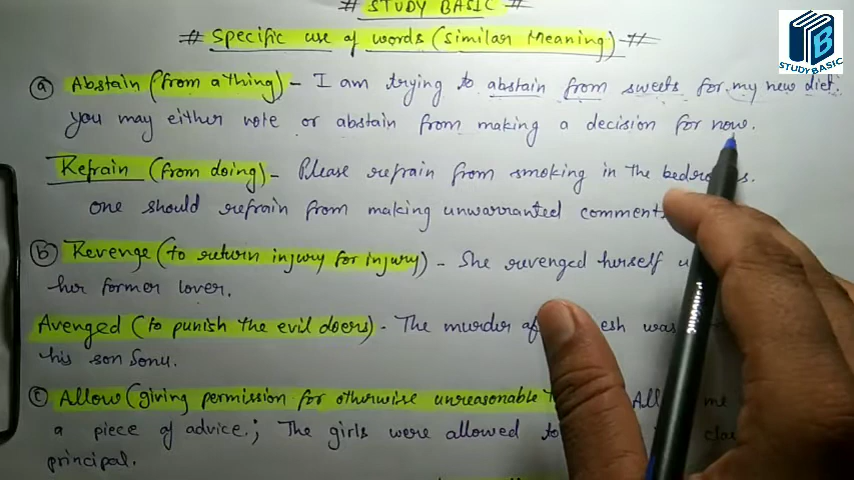 # STUDY BASIC #
# Specific use of words (Similar Meaning) #
STUDY BASIC
(a) Abstain (from a thing) - I am trying to abstain from sweets for my new diet.
You may either vote or abstain from making a decision for now.
Refrain (from doing) - Please refrain from smoking in the
one should refrain from making unwarranted comments
(b) Revenge (to return injury for injury) - She revenged herself
her former lover.
Avenged (to punish the evil doers) - The murder
his son Sonu.
(c) Allow (giving permission for otherwise unreasonable me
a piece of advice.; The girls were allowed to
principal.